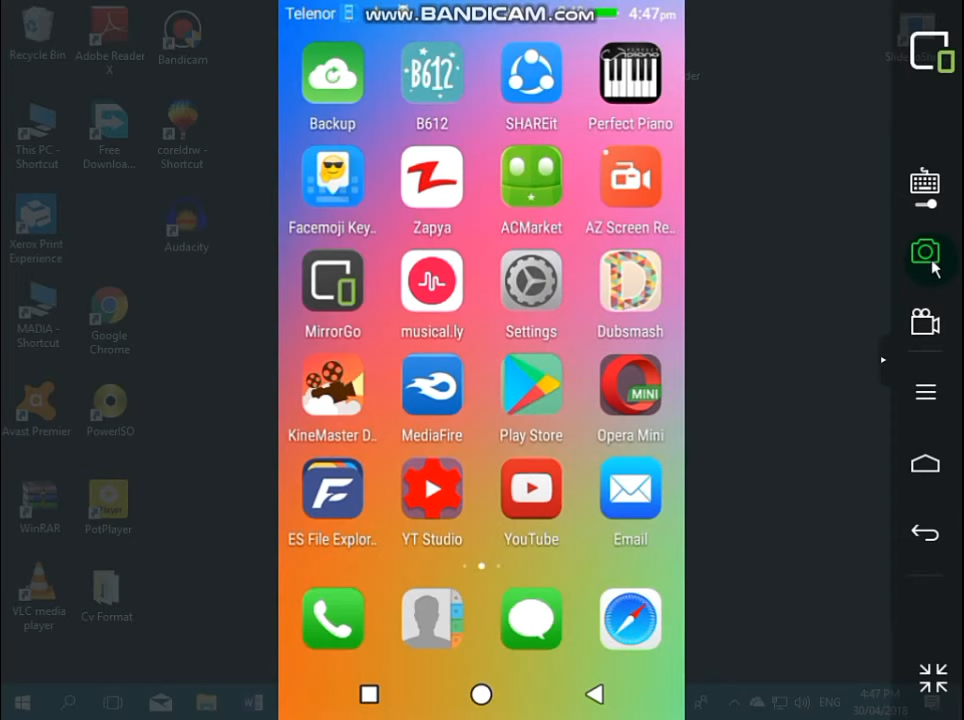 Telenor
www.BANDICAM.com
4:47pm
B612
MINI
Backup
B612
SHAREit
Perfect Piano
Facemoji Key..
Zapya
ACMarket
AZ Screen Re..
MirrorGo
musical.ly
Settings
Dubsmash
KineMaster D..
MediaFire
Play Store
Opera Mini
ES File Explor..
YT Studio
YouTube
Email
Recycle Bin
Adobe Reader X
Bandicam
This PC - Shortcut
Free Downloa...
coreldrw - Shortcut
Xerox Print Experience
Audacity
MADIA - Shortcut
Google Chrome
Avast Premier
PowerISO
WinRAR
PotPlayer
VLC media player
Cv Format
ENG
4:47 PM
30/04/2018